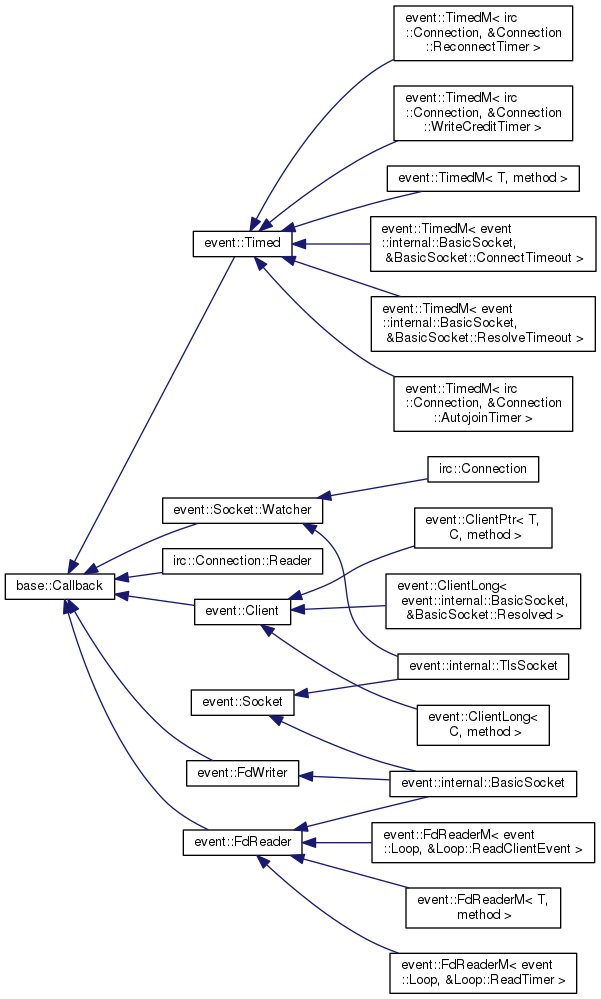 event::TimedM< irc
::Connection, &Connection
::ReconnectTimer >
event::TimedM< irc
::Connection, &Connection
::WriteCreditTimer >
event::TimedM< T, method >
event::TimedM< event
::internal::BasicSocket,
&BasicSocket::ConnectTimeout >
event::Timed
event::TimedM< event
::internal::BasicSocket,
&BasicSocket::ResolveTimeout >
event::TimedM< irc
::Connection, &Connection
::AutojoinTimer >
irc::Connection
event::Socket::Watcher
event::ClientPtr< T,
C, method >
irc::Connection::Reader
base::Callback
event::ClientLong<
event::internal::BasicSocket,
&BasicSocket::Resolved >
event::Client
event::internal::TlsSocket
event::Socket
event::ClientLong<
C, method >
event::FdWriter
event::internal::BasicSocket
event::FdReader
event::FdReaderM< event
::Loop, &Loop::ReadClientEvent >
event::FdReaderM< T,
method >
event::FdReaderM< event
::Loop, &Loop::ReadTimer >